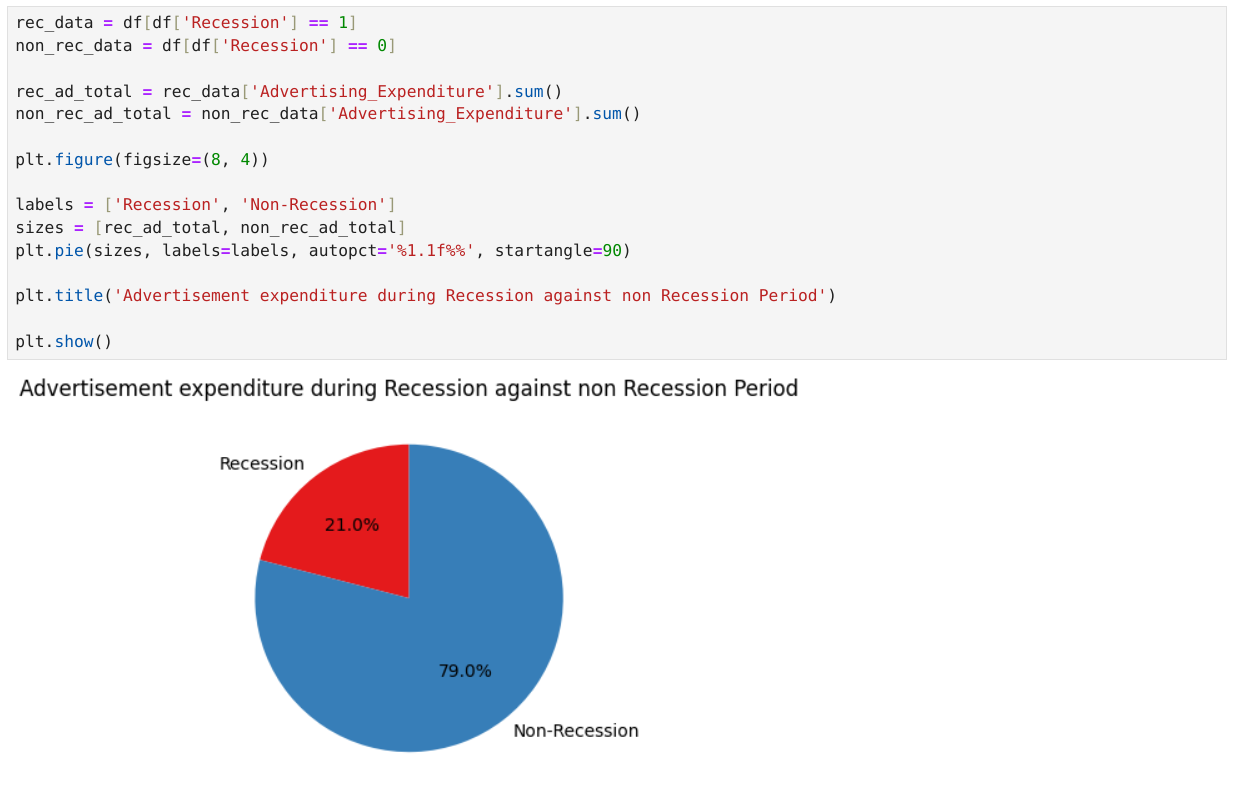 rec_data = df[df['Recession'] == 1]
non_rec_data = df[df['Recession'] == 0]
rec_ad_total = rec_data['Advertising_Expenditure'].sum()
non_rec_ad_total = non_rec_data['Advertising_Expenditure'].sum()
plt.figure(figsize=(8, 4))
labels = ['Recession', 'Non-Recession']
sizes = [rec_ad_total, non_rec_ad_total]
plt.pie(sizes, labels=labels, autopct='%1.1f%%', startangle=90)
plt.title('Advertisement expenditure during Recession against non Recession Period')
plt.show()
Advertisement expenditure during Recession against non Recession Period
Recession
21.0%
79.0%
Non-Recession